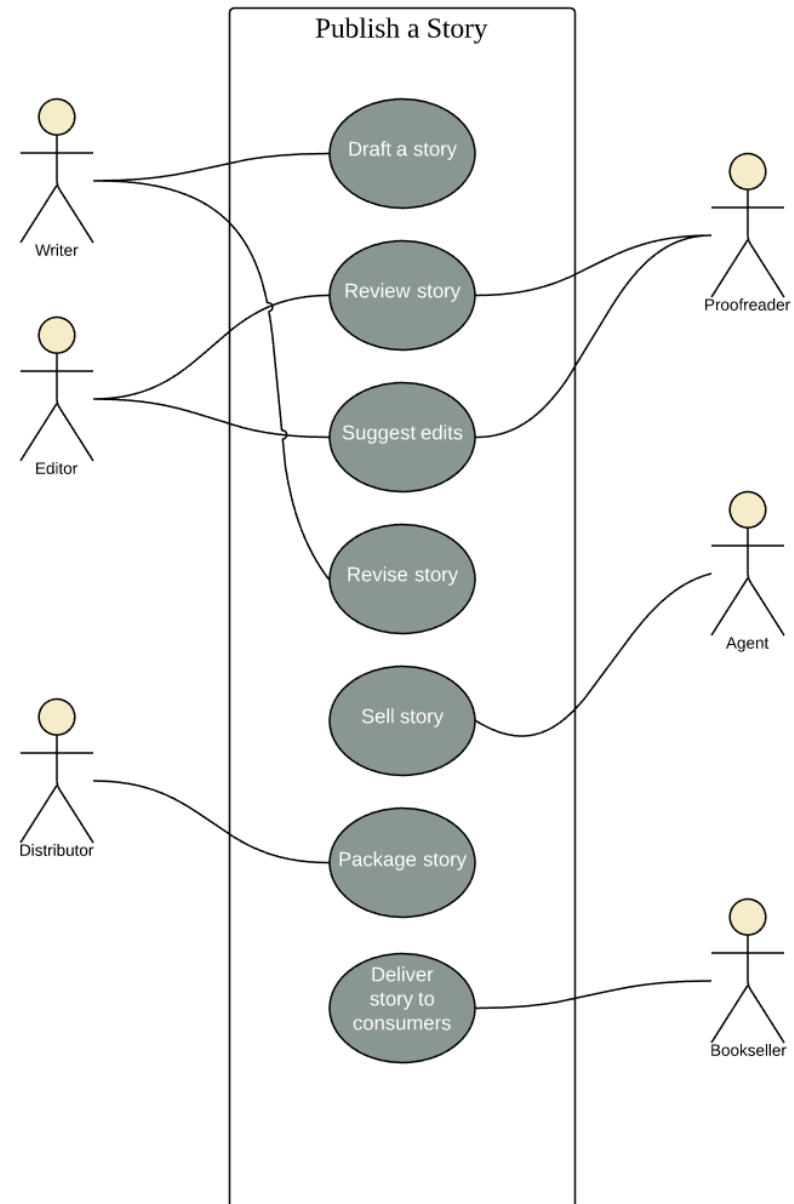 Publish a Story
Draft a story
Writer
Review story
Proofreader
Suggest edits
Editor
Revise story
Agent
Sell story
Distributor
Package story
Deliver
story to
consumers
Bookseller